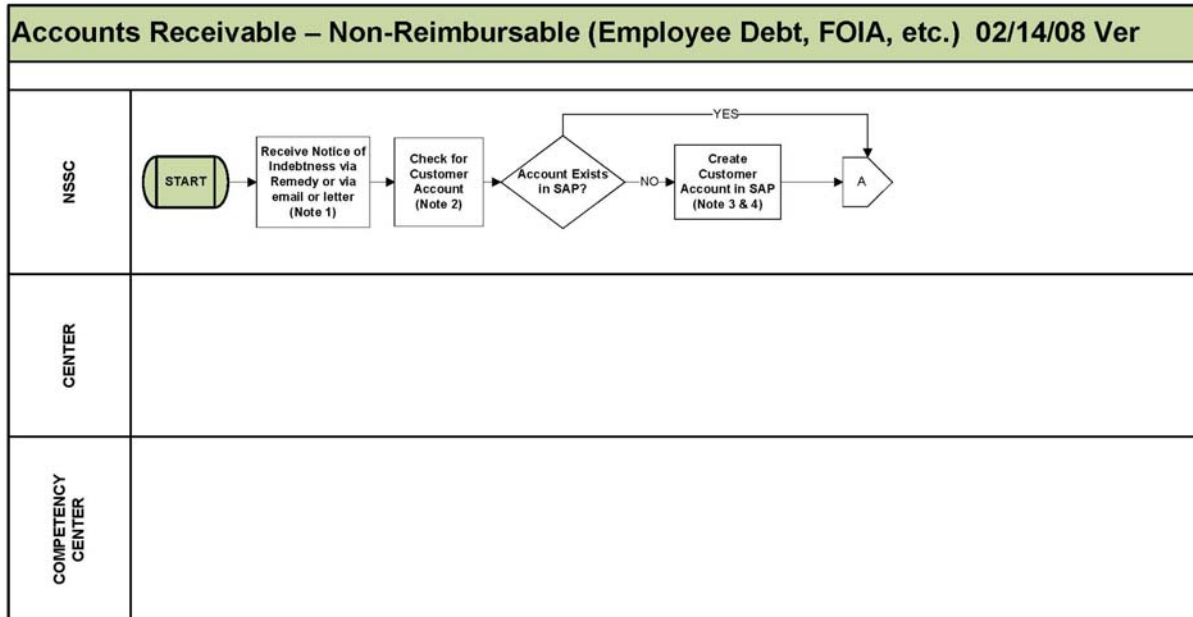 Accounts Receivable – Non-Reimbursable (Employee Debt, FOIA, etc.) 02/14/08 Ver
NSSC
START
Receive Notice of
Indebtness via
Remedy or via
email or letter
(Note 1)
Check for
Customer
Account
(Note 2)
Account Exists
in SAP?
YES
NO
Create
Customer
Account in SAP
(Note 3 & 4)
A
CENTER
COMPETENCY
CENTER